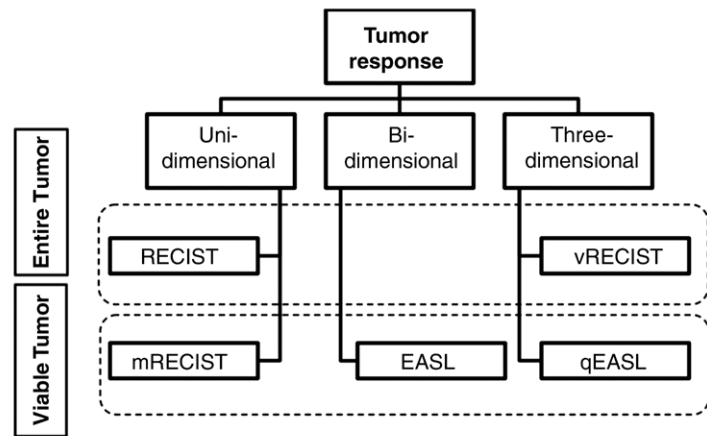 Tumor
response
Uni-
dimensional
Bi-
dimensional
Three-
dimensional
Entire Tumor
RECIST
vRECIST
Viable Tumor
mRECIST
EASL
qEASL